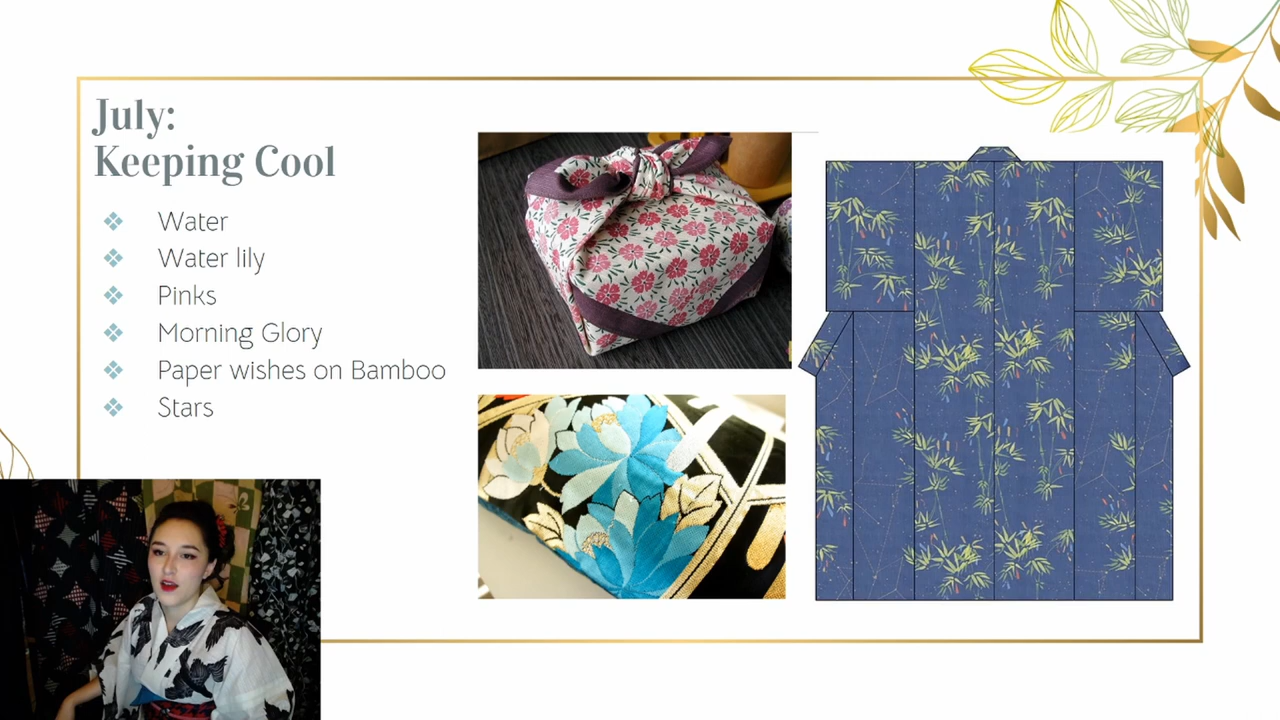 July:
Keeping Cool
Water
Water lily
Pinks
Morning Glory
Paper wishes on Bamboo
Stars